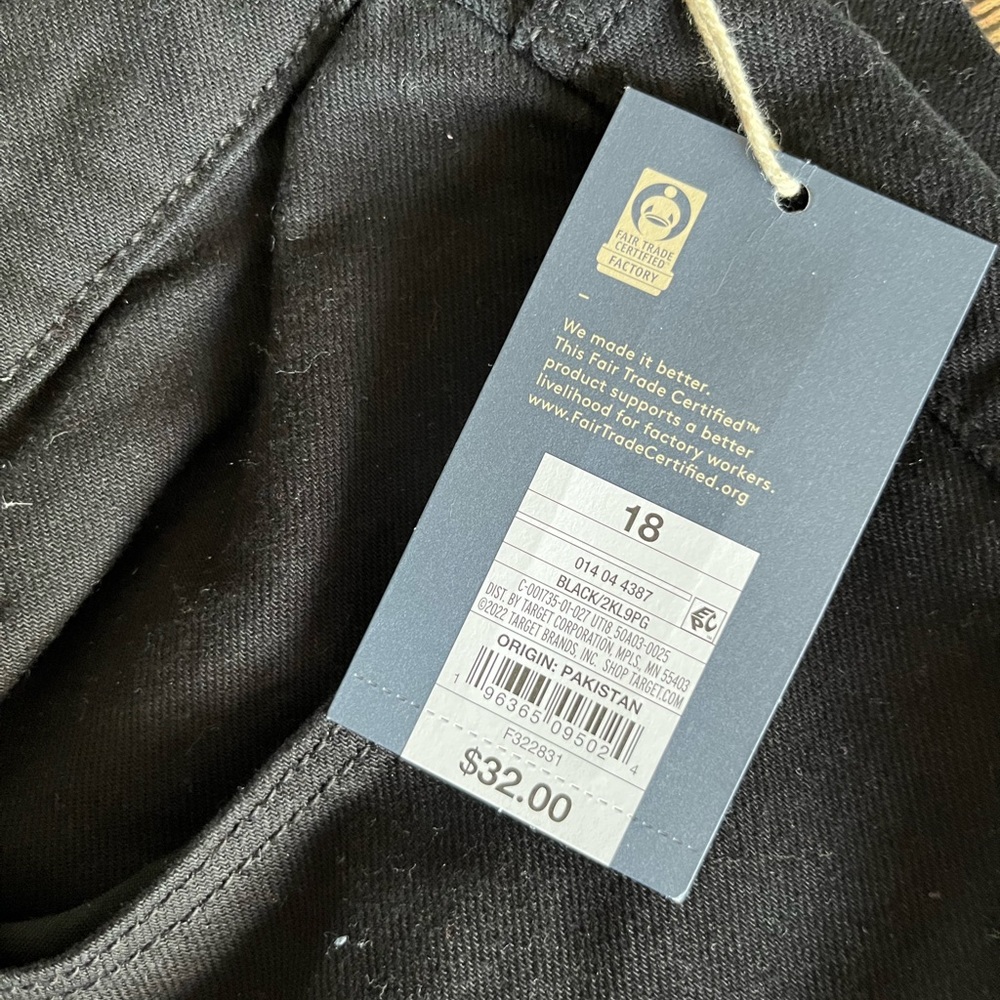 FAIR TRADE
CERTIFIED
FACTORY
We made it better.
This Fair Trade Certified™
product supports a better
livelihood for factory workers.
www.FairTradeCertified.org
18
014 04 4387
BLACK/2KL9PG
C-001735-01-027 UT18 50A03-0025
DIST. BY TARGET CORPORATION, MPLS, MN 55403
©2022 TARGET BRANDS, INC. SHOP TARGET.COM
ORIGIN: PAKISTAN
1 96365 09502 4
F322831
$32.00